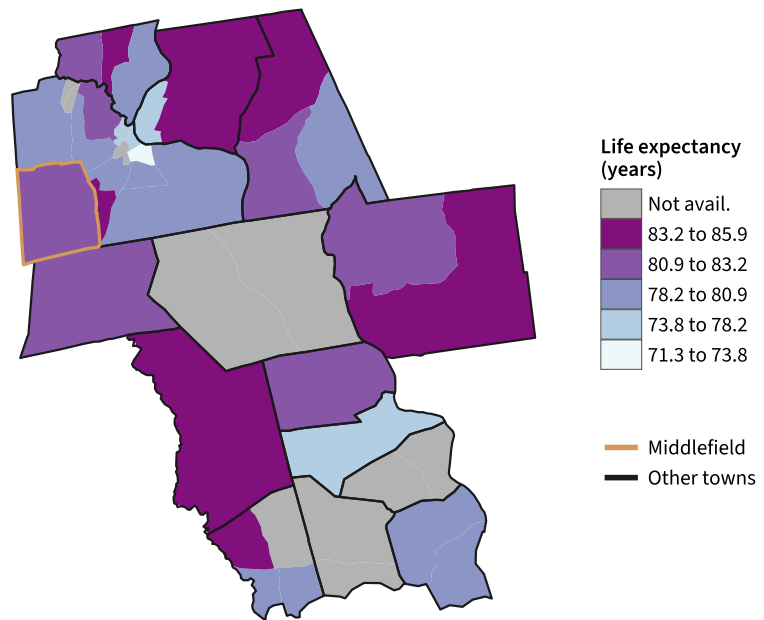 Life expectancy
(years)
Not avail.
83.2 to 85.9
80.9 to 83.2
78.2 to 80.9
73.8 to 78.2
71.3 to 73.8
Middlefield
Other towns